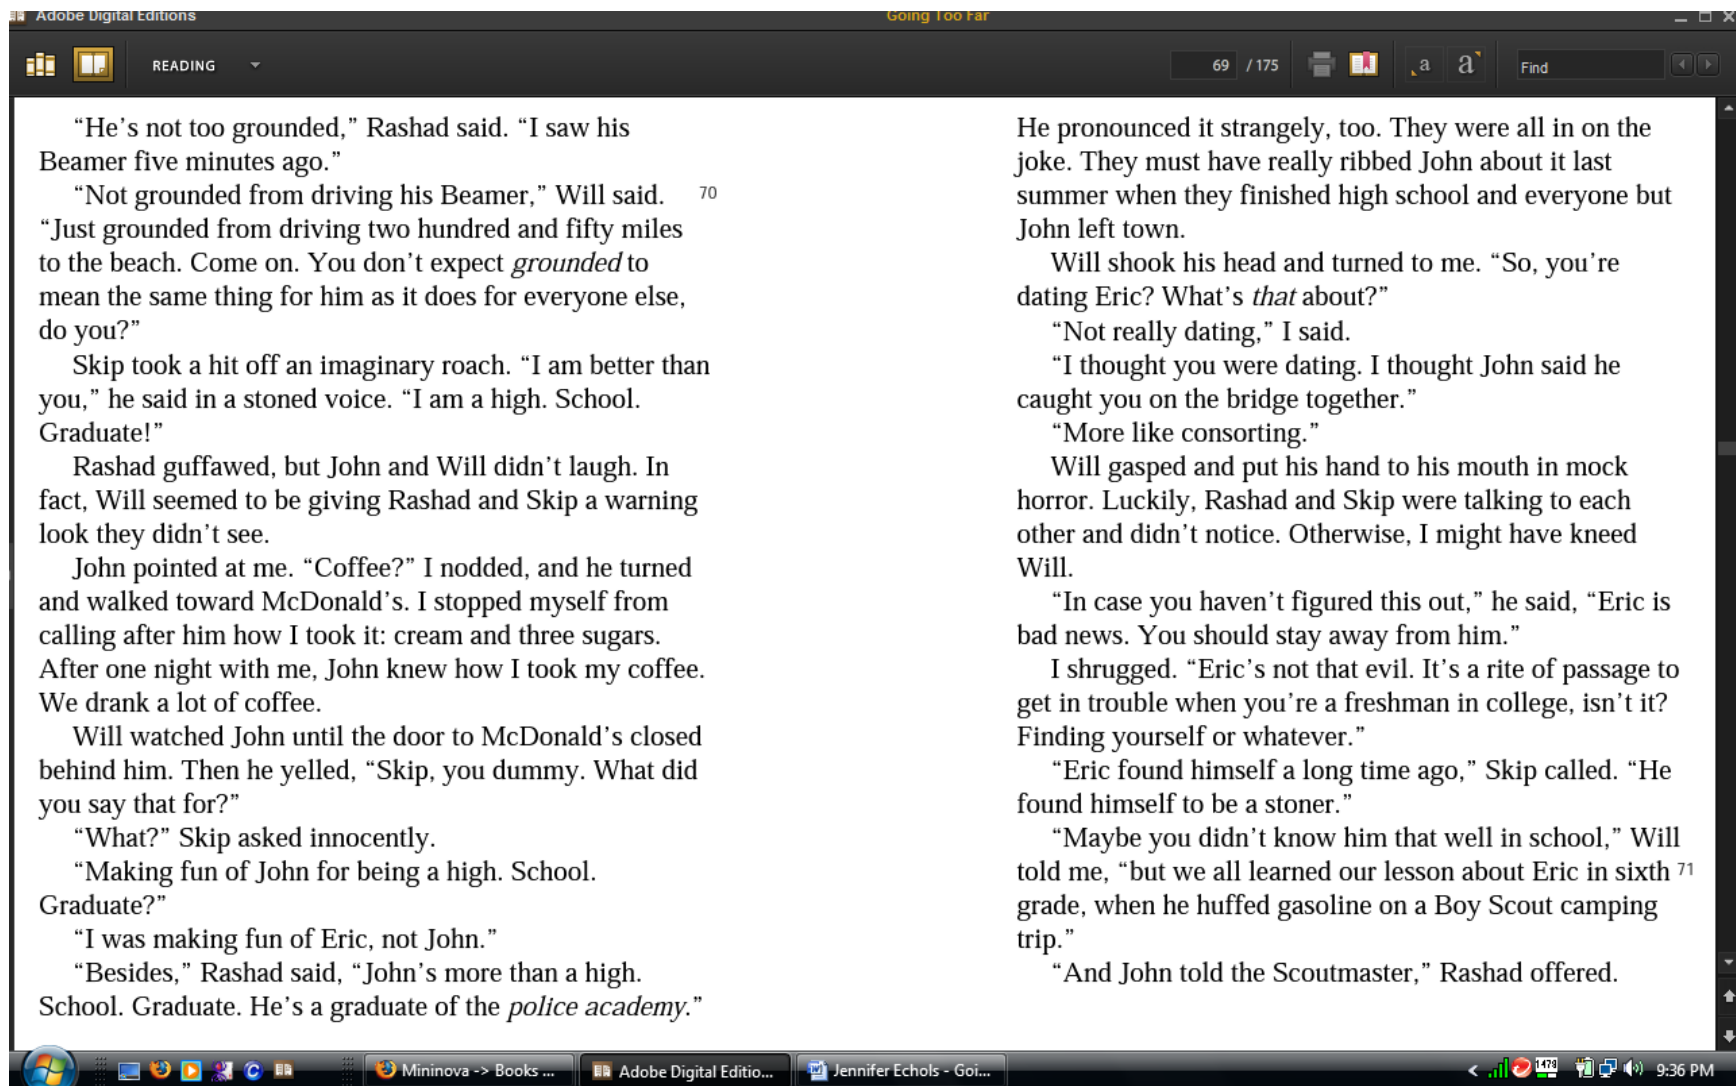 Adobe Digital Editions
Going Too Far
READING
69 / 175
a
a
Find
“He’s not too grounded,” Rashad said. “I saw his
Beamer five minutes ago.”
“Not grounded from driving his Beamer,” Will said.
70
“Just grounded from driving two hundred and fifty miles
to the beach. Come on. You don’t expect grounded to
mean the same thing for him as it does for everyone else,
do you?”
Skip took a hit off an imaginary roach. “I am better than
you,” he said in a stoned voice. “I am a high. School.
Graduate!”
Rashad guffawed, but John and Will didn’t laugh. In
fact, Will seemed to be giving Rashad and Skip a warning
look they didn’t see.
John pointed at me. “Coffee?” I nodded, and he turned
and walked toward McDonald’s. I stopped myself from
calling after him how I took it: cream and three sugars.
After one night with me, John knew how I took my coffee.
We drank a lot of coffee.
Will watched John until the door to McDonald’s closed
behind him. Then he yelled, “Skip, you dummy. What did
you say that for?”
“What?” Skip asked innocently.
“Making fun of John for being a high. School.
Graduate?”
“I was making fun of Eric, not John.”
“Besides,” Rashad said, “John’s more than a high.
School. Graduate. He’s a graduate of the police academy.”
He pronounced it strangely, too. They were all in on the
joke. They must have really ribbed John about it last
summer when they finished high school and everyone but
John left town.
Will shook his head and turned to me. “So, you’re
dating Eric? What’s that about?”
“Not really dating,” I said.
“I thought you were dating. I thought John said he
caught you on the bridge together.”
“More like consorting.”
Will gasped and put his hand to his mouth in mock
horror. Luckily, Rashad and Skip were talking to each
other and didn’t notice. Otherwise, I might have kneed
Will.
“In case you haven’t figured this out,” he said, “Eric is
bad news. You should stay away from him.”
I shrugged. “Eric’s not that evil. It’s a rite of passage to
get in trouble when you’re a freshman in college, isn’t it?
Finding yourself or whatever.”
“Eric found himself a long time ago,” Skip called. “He
found himself to be a stoner.”
“Maybe you didn’t know him that well in school,” Will
told me, “but we all learned our lesson about Eric in sixth
71
grade, when he huffed gasoline on a Boy Scout camping
trip.”
“And John told the Scoutmaster,” Rashad offered.
Mininova -> Books ...
Adobe Digital Editio...
Jennifer Echols - Goi...
1479
9:36 PM